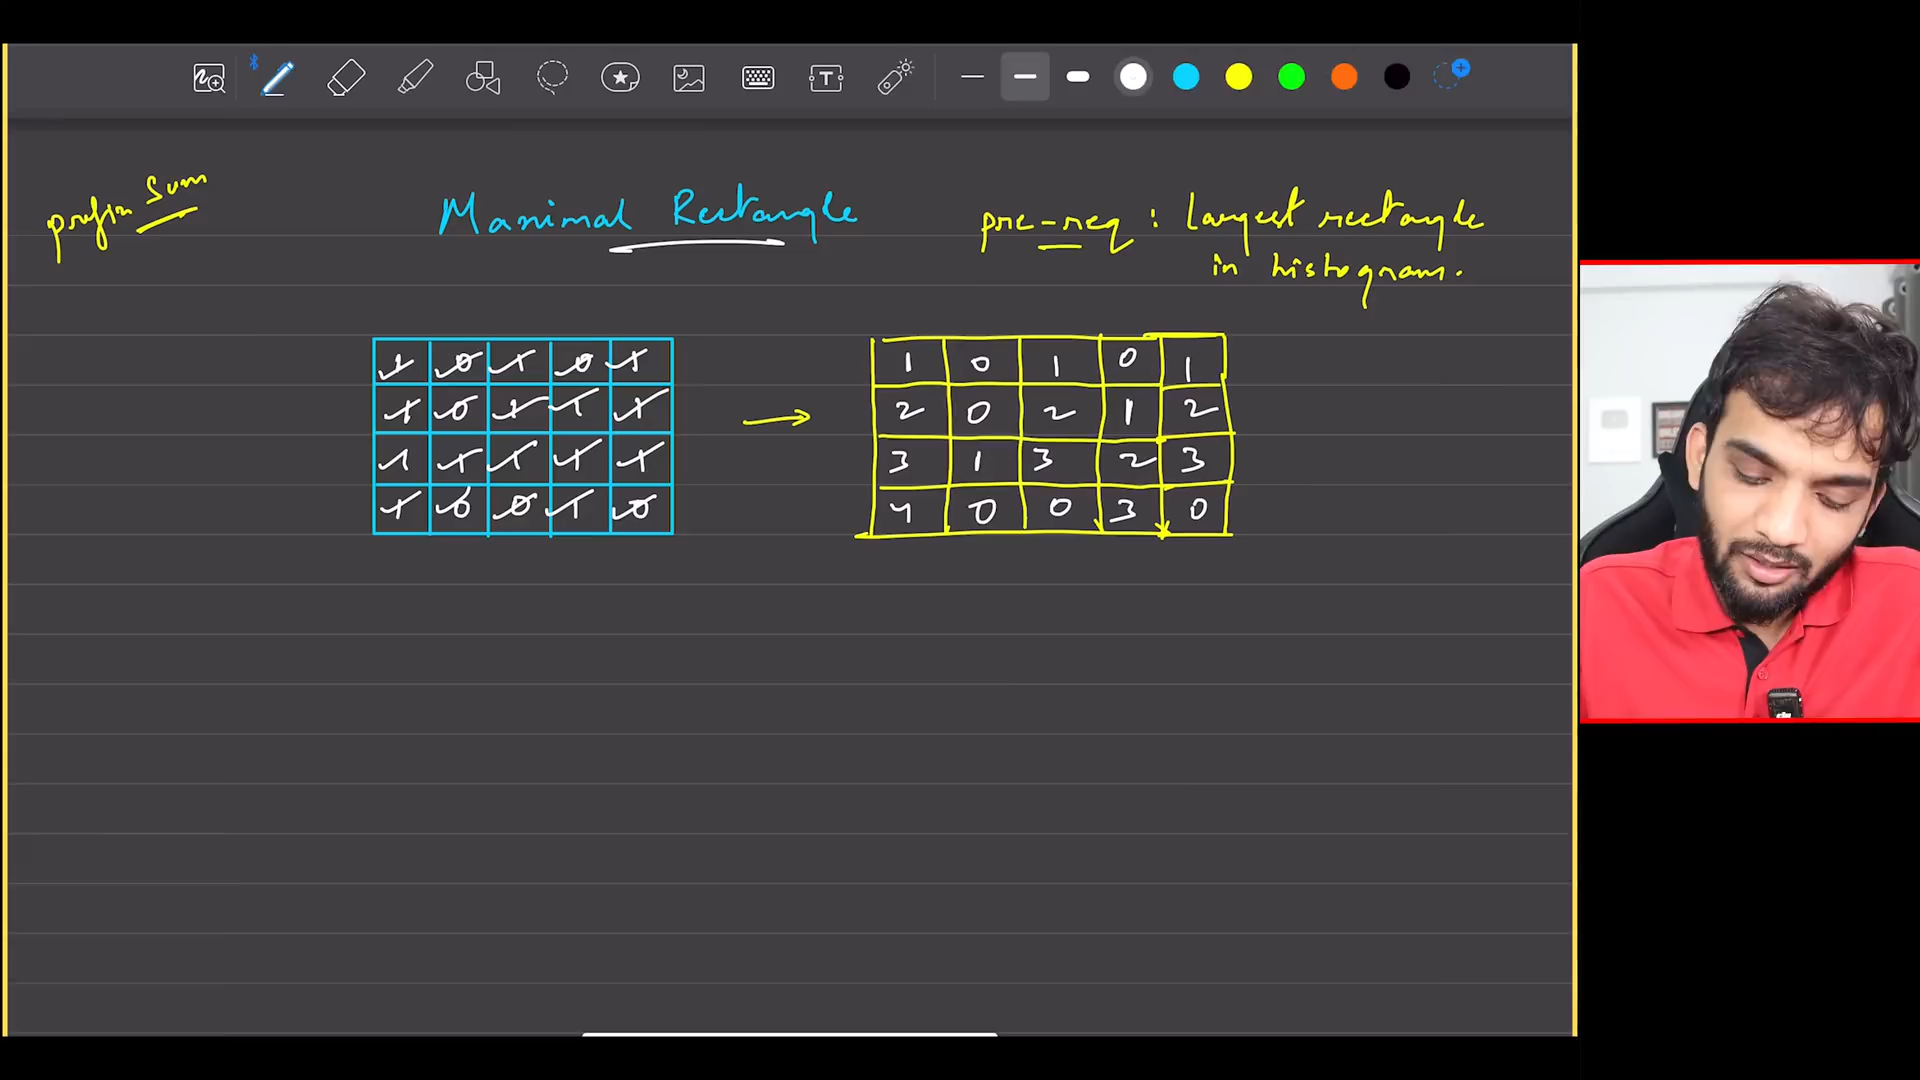 prefix Sum
Maximal Rectangle
pre-req : largest rectangle
in histogram.
1 0 1 0 1
1 0 1 1 1
1 1 1 1 1
1 0 0 1 0
1 0 1 0 1
2 0 2 1 2
3 1 3 2 3
4 0 0 3 0
T